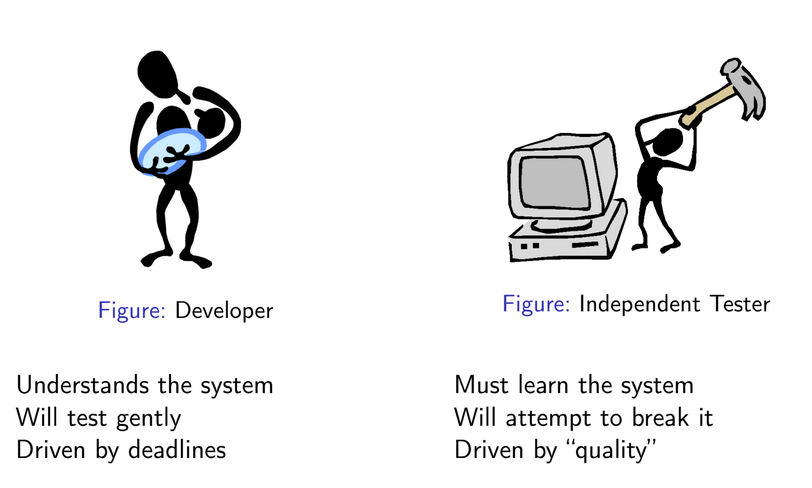 Figure: Developer
Understands the system
Will test gently
Driven by deadlines
Figure: Independent Tester
Must learn the system
Will attempt to break it
Driven by “quality”